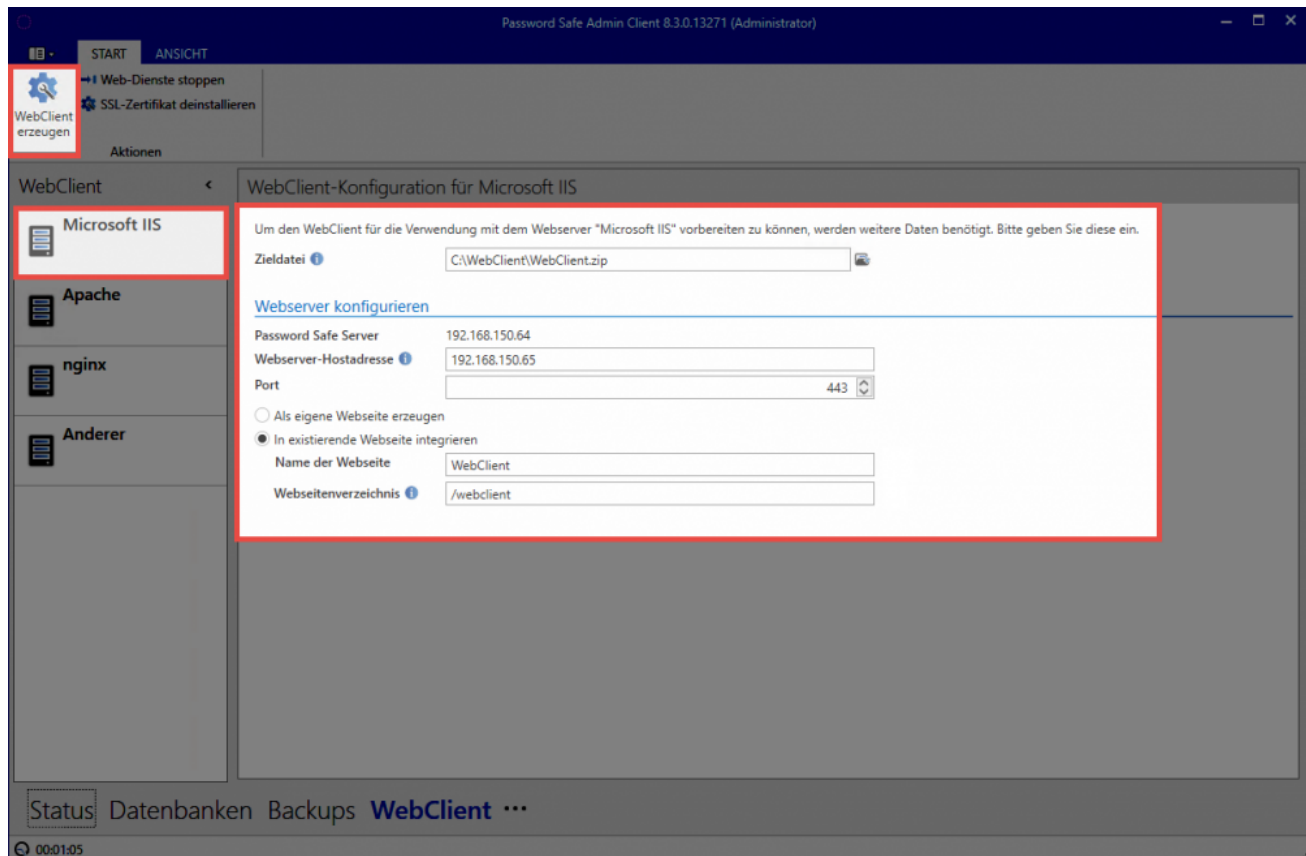 Password Safe Admin Client 8.3.0.13271 (Administrator)
START ANSICHT
WebClient
erzeugen
Web-Dienste stoppen
SSL-Zertifikat deinstallieren
Aktionen
WebClient
WebClient-Konfiguration für Microsoft IIS
Microsoft IIS
Apache
nginx
Anderer
Um den WebClient für die Verwendung mit dem Webserver "Microsoft IIS" vorbereiten zu können, werden weitere Daten benötigt. Bitte geben Sie diese ein.
Zieldatei C:\WebClient\WebClient.zip
Webserver konfigurieren
Password Safe Server 192.168.150.64
Webserver-Hostadresse 192.168.150.65
Port 443
Als eigene Webseite erzeugen
In existierende Webseite integrieren
Name der Webseite WebClient
Webseitenverzeichnis /webclient
Status Datenbanken Backups WebClient ···
00:01:05